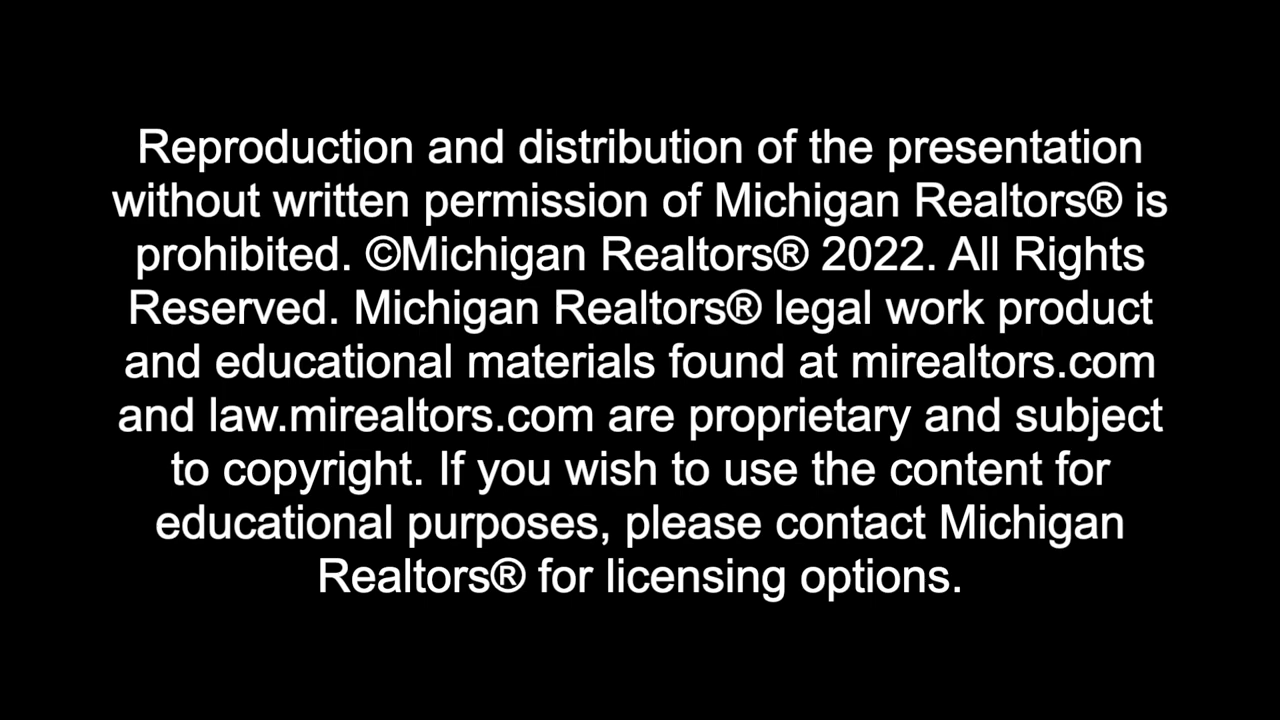 Reproduction and distribution of the presentation
without written permission of Michigan Realtors® is
prohibited. ©Michigan Realtors® 2022. All Rights
Reserved. Michigan Realtors® legal work product
and educational materials found at mirealtors.com
and law.mirealtors.com are proprietary and subject
to copyright. If you wish to use the content for
educational purposes, please contact Michigan
Realtors® for licensing options.